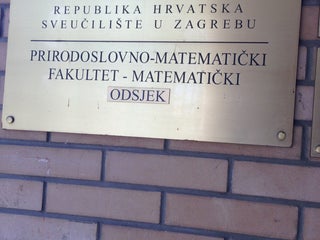 REPUBLIKA HRVATSKA
SVEUČILIŠTE U ZAGREBU
PRIRODOSLOVNO-MATEMATIČKI
FAKULTET - MATEMATIČKI
ODSJEK